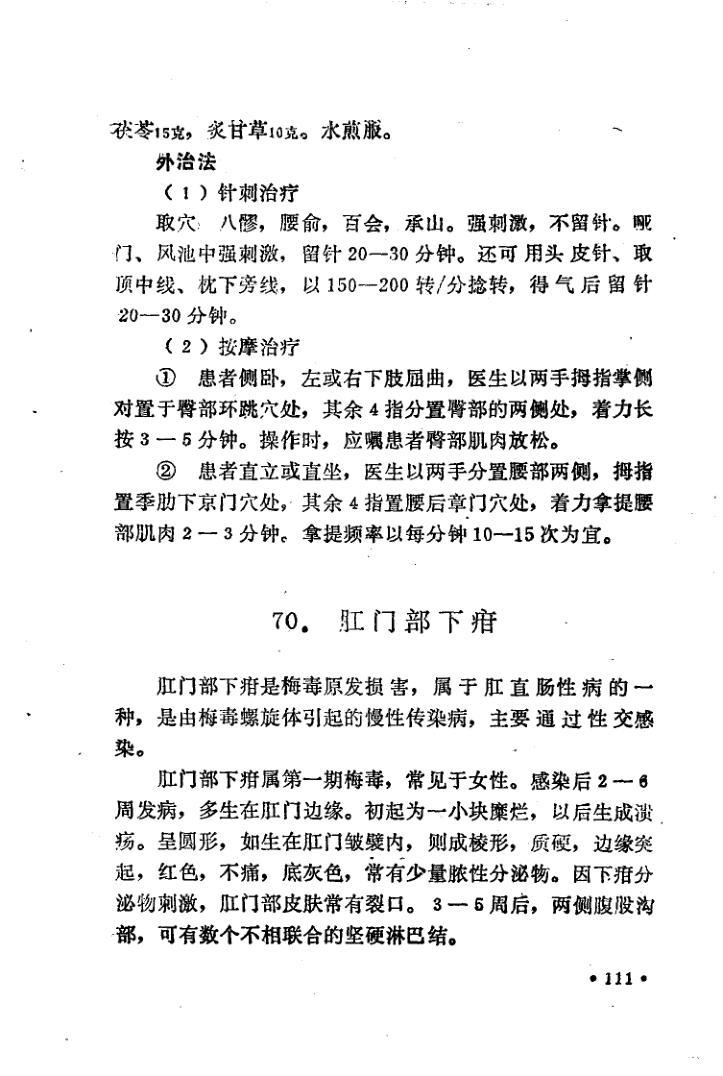 茯苓15克，炙甘草10克。水煎服。
外治法
（1）针刺治疗
取穴 八髎，腰俞，百会，承山。强刺激，不留针。哑
门、风池中强刺激，留针20—30分钟。还可用头皮针、取
顶中线、枕下旁线，以150—200转/分捻转，得气后留针
20—30分钟。
（2）按摩治疗
① 患者侧卧，左或右下肢屈曲，医生以两手拇指掌侧
对置于臀部环跳穴处，其余4指分置臀部的两侧处，着力长
按3—5分钟。操作时，应嘱患者臀部肌肉放松。
② 患者直立或直坐，医生以两手分置腰部两侧，拇指
置季肋下京门穴处，其余4指置腰后章门穴处，着力拿提腰
部肌肉2—3分钟。拿提频率以每分钟10—15次为宜。
70．肛门部下疳
肛门部下疳是梅毒原发损害，属于肛直肠性病的一
种，是由梅毒螺旋体引起的慢性传染病，主要通过性交感
染。
肛门部下疳属第一期梅毒，常见于女性。感染后2—6
周发病，多生在肛门边缘。初起为一小块糜烂，以后生成溃
疡。呈圆形，如生在肛门皱襞内，则成棱形，质硬，边缘突
起，红色，不痛，底灰色，常有少量脓性分泌物。因下疳分
泌物刺激，肛门部皮肤常有裂口。3—5周后，两侧腹股沟
部，可有数个不相联合的坚硬淋巴结。
•111•